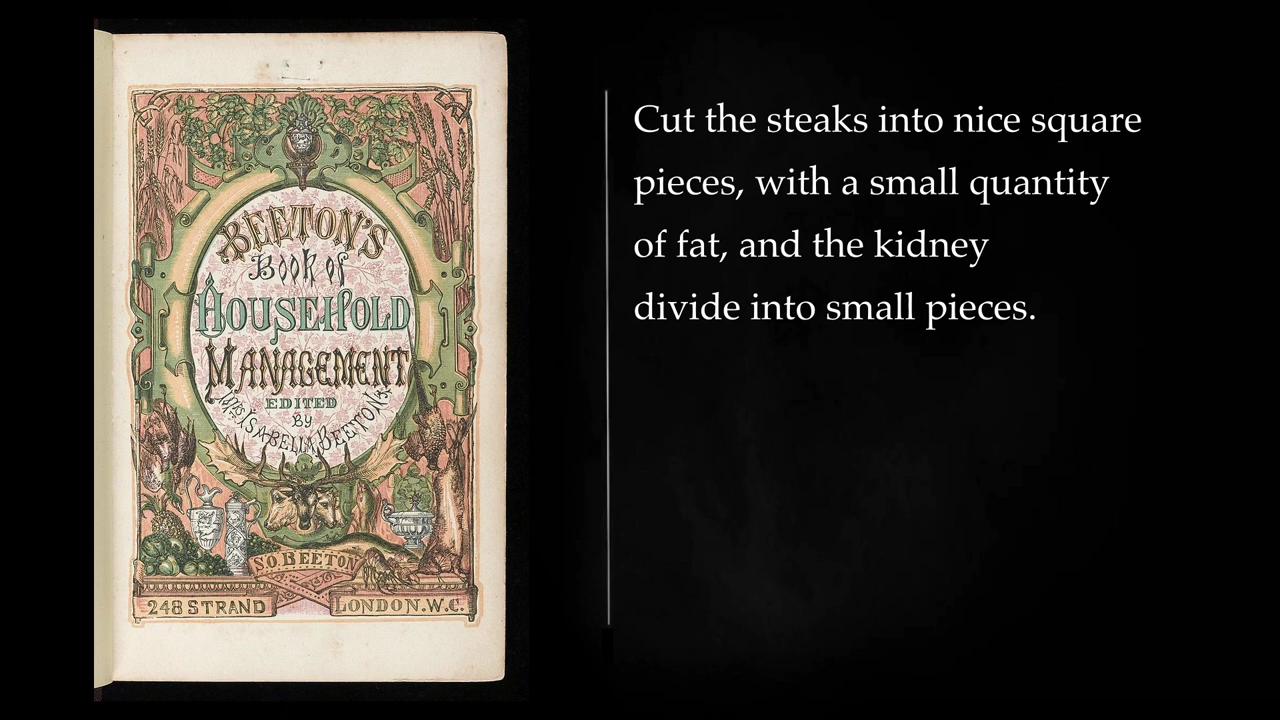 BEETON'S
Book of
HOUSEHOLD
MANAGEMENT
EDITED
By
Mrs ISABELLA BEETON
S.O. BEETON
248 STRAND
LONDON.W.C.
Cut the steaks into nice square
pieces, with a small quantity
of fat, and the kidney
divide into small pieces.